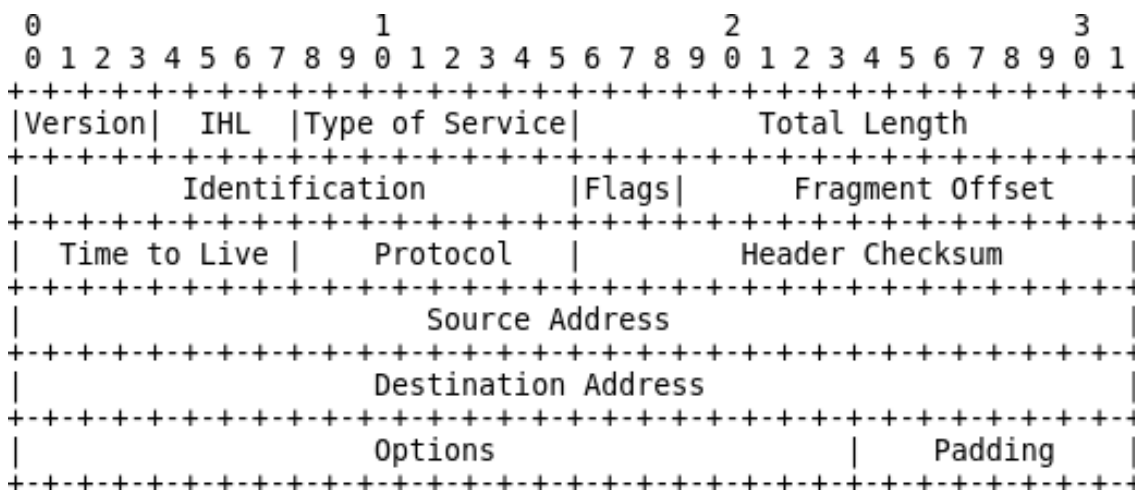 0                   1                   2                   3
0 1 2 3 4 5 6 7 8 9 0 1 2 3 4 5 6 7 8 9 0 1 2 3 4 5 6 7 8 9 0 1
+-+-+-+-+-+-+-+-+-+-+-+-+-+-+-+-+-+-+-+-+-+-+-+-+-+-+-+-+-+-+-+-+
|Version|  IHL  |Type of Service|          Total Length         |
+-+-+-+-+-+-+-+-+-+-+-+-+-+-+-+-+-+-+-+-+-+-+-+-+-+-+-+-+-+-+-+-+
|         Identification        |Flags|      Fragment Offset    |
+-+-+-+-+-+-+-+-+-+-+-+-+-+-+-+-+-+-+-+-+-+-+-+-+-+-+-+-+-+-+-+-+
|  Time to Live |    Protocol   |         Header Checksum       |
+-+-+-+-+-+-+-+-+-+-+-+-+-+-+-+-+-+-+-+-+-+-+-+-+-+-+-+-+-+-+-+-+
|                       Source Address                          |
+-+-+-+-+-+-+-+-+-+-+-+-+-+-+-+-+-+-+-+-+-+-+-+-+-+-+-+-+-+-+-+-+
|                    Destination Address                        |
+-+-+-+-+-+-+-+-+-+-+-+-+-+-+-+-+-+-+-+-+-+-+-+-+-+-+-+-+-+-+-+-+
|                    Options                    |    Padding    |
+-+-+-+-+-+-+-+-+-+-+-+-+-+-+-+-+-+-+-+-+-+-+-+-+-+-+-+-+-+-+-+-+